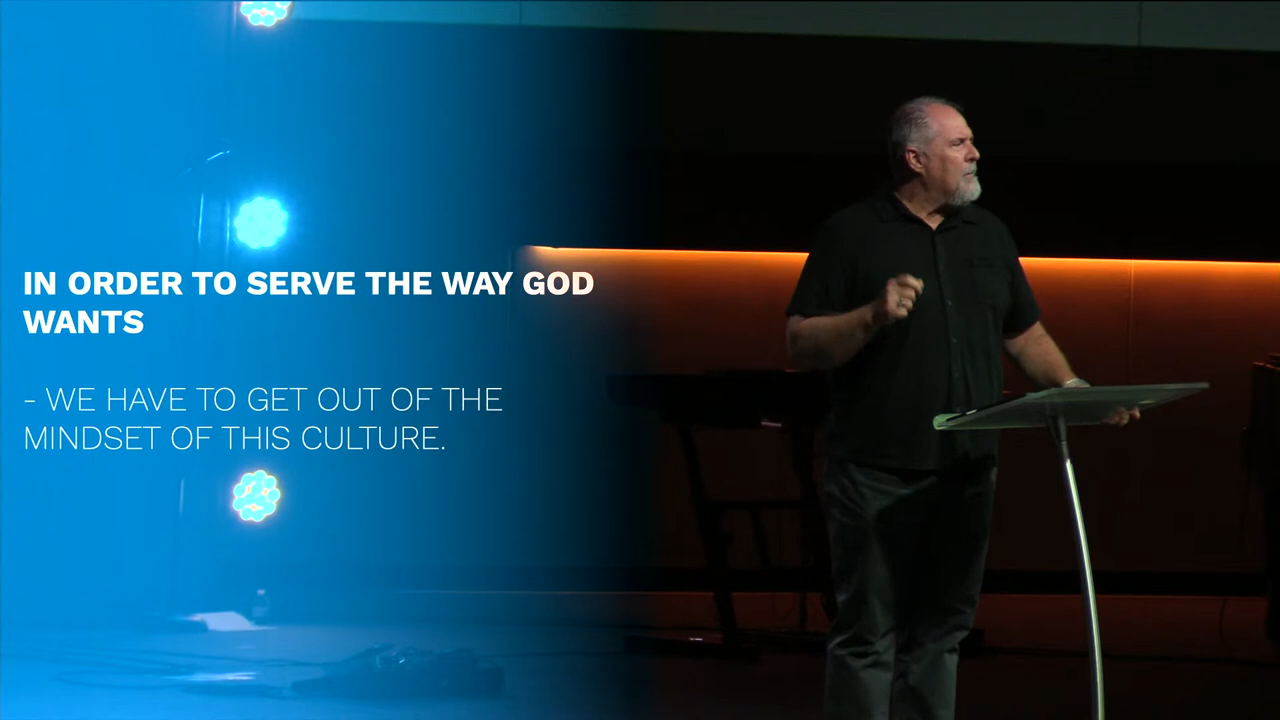 IN ORDER TO SERVE THE WAY GOD
WANTS
- WE HAVE TO GET OUT OF THE
MINDSET OF THIS CULTURE.